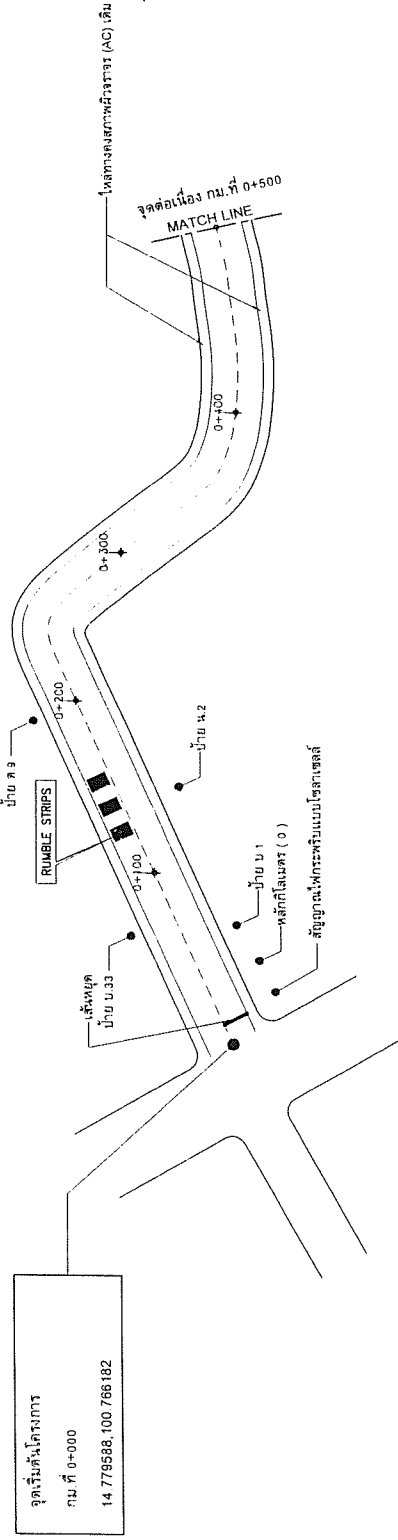 จุดเริ่มต้นโครงการ
กม.ที่ 0+000
14.779588,100.766182
เส้นหยุด
ป้าย บ.33
RUMBLE STRIPS
ป้าย ต.9
0+100
0+200
0+300
0+400
ป้าย น.2
ป้าย บ.1
หลักกิโลเมตร ( 0 )
สัญญาณไฟกระพริบแบบโซลาเซลล์
จุดต่อเนื่อง กม.ที่ 0+500
MATCH LINE
ไหล่ทางคงสภาพผิวจราจร (AC) เดิม